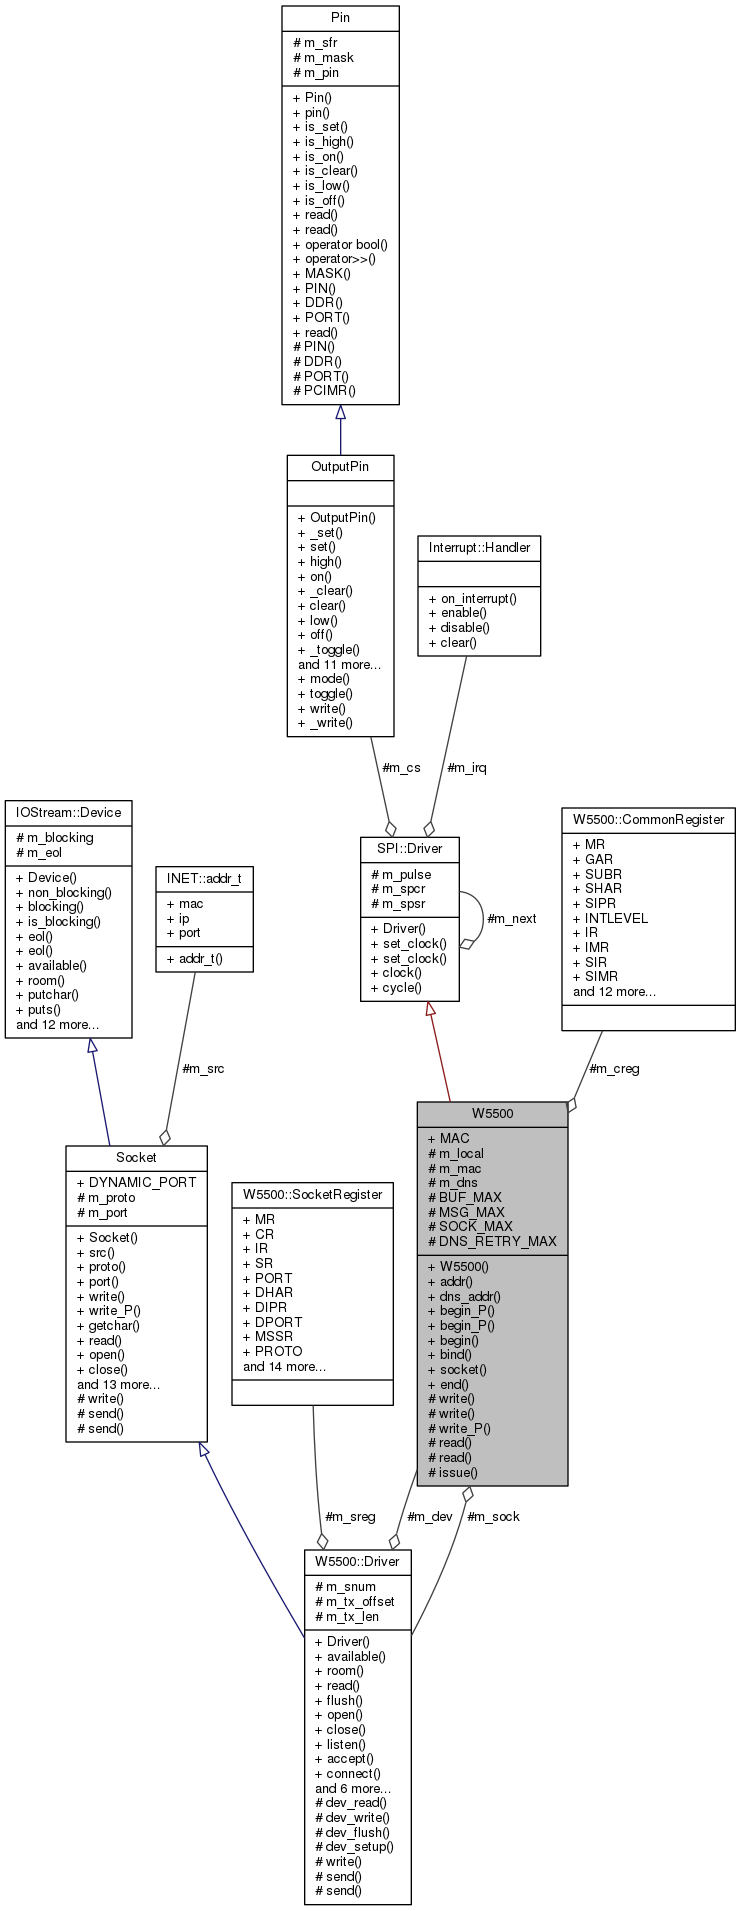 Pin
# m_sfr
# m_mask
# m_pin
+ Pin()
+ pin()
+ is_set()
+ is_high()
+ is_on()
+ is_clear()
+ is_low()
+ is_off()
+ read()
+ read()
+ operator bool()
+ operator>>()
+ MASK()
+ PIN()
+ DDR()
+ PORT()
+ read()
# PIN()
# DDR()
# PORT()
# PCIMR()
OutputPin
+ OutputPin()
+ _set()
+ set()
+ high()
+ on()
+ _clear()
+ clear()
+ low()
+ off()
+ _toggle()
and 11 more...
+ mode()
+ toggle()
+ write()
+ _write()
Interrupt::Handler
+ on_interrupt()
+ enable()
+ disable()
+ clear()
#m_cs
#m_irq
IOStream::Device
# m_blocking
# m_eol
+ Device()
+ non_blocking()
+ blocking()
+ is_blocking()
+ eol()
+ eol()
+ available()
+ room()
+ putchar()
+ puts()
and 12 more...
INET::addr_t
+ mac
+ ip
+ port
+ addr_t()
SPI::Driver
# m_pulse
# m_spcr
# m_spsr
+ Driver()
+ set_clock()
+ set_clock()
+ clock()
+ cycle()
#m_next
W5500::CommonRegister
+ MR
+ GAR
+ SUBR
+ SHAR
+ SIPR
+ INTLEVEL
+ IR
+ IMR
+ SIR
+ SIMR
and 12 more...
#m_src
#m_creg
Socket
+ DYNAMIC_PORT
# m_proto
# m_port
+ Socket()
+ src()
+ proto()
+ port()
+ write()
+ write_P()
+ getchar()
+ read()
+ open()
+ close()
and 13 more...
# write()
# send()
# send()
W5500::SocketRegister
+ MR
+ CR
+ IR
+ SR
+ PORT
+ DHAR
+ DIPR
+ DPORT
+ MSSR
+ PROTO
and 14 more...
W5500
+ MAC
# m_local
# m_mac
# m_dns
# BUF_MAX
# MSG_MAX
# SOCK_MAX
# DNS_RETRY_MAX
+ W5500()
+ addr()
+ dns_addr()
+ begin_P()
+ begin_P()
+ begin()
+ bind()
+ socket()
+ end()
# write()
# write()
# write_P()
# read()
# read()
# issue()
#m_sreg
#m_dev
#m_sock
W5500::Driver
# m_snum
# m_tx_offset
# m_tx_len
+ Driver()
+ available()
+ room()
+ read()
+ flush()
+ open()
+ close()
+ listen()
+ accept()
+ connect()
and 6 more...
# dev_read()
# dev_write()
# dev_flush()
# dev_setup()
# write()
# send()
# send()